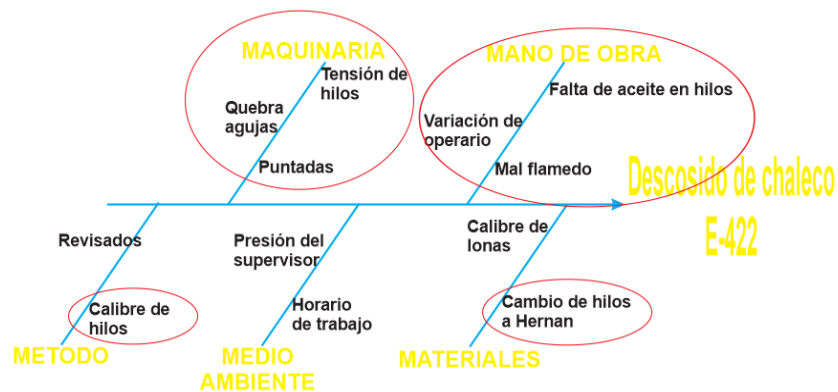 MAQUINARIA
Tensión de
hilos
Quebra
agujas
Puntadas
MANO DE OBRA
Falta de aceite en hilos
Variación de
operario
Mal flamedo
Descosido de chaleco
E-422
Revisados
Calibre de
hilos
METODO
Presión del
supervisor
Horario
de trabajo
MEDIO
AMBIENTE
Calibre de
lonas
Cambio de hilos
a Hernan
MATERIALES